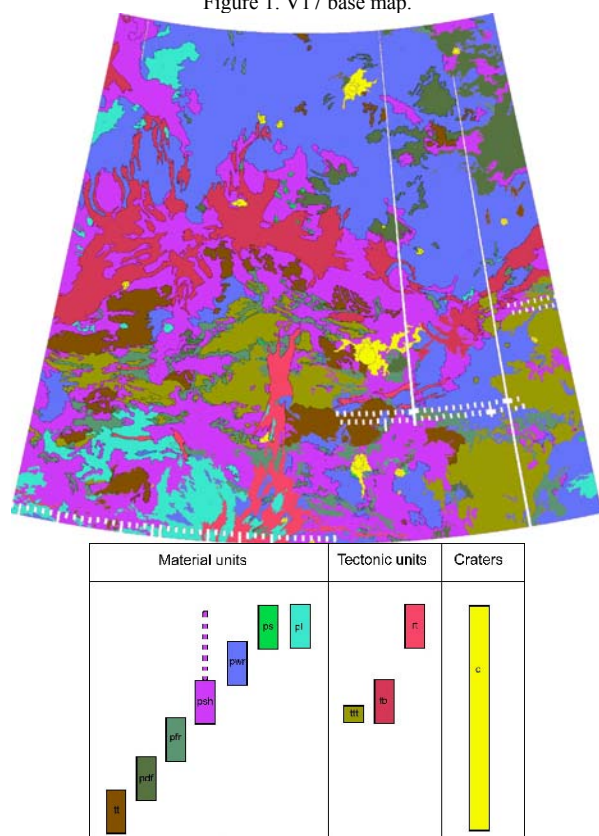 Figure 1. V17 base map.
Material units Tectonic units Craters
ps pl rt c
pwr
psh ttt tb
pfr
pdf
tt